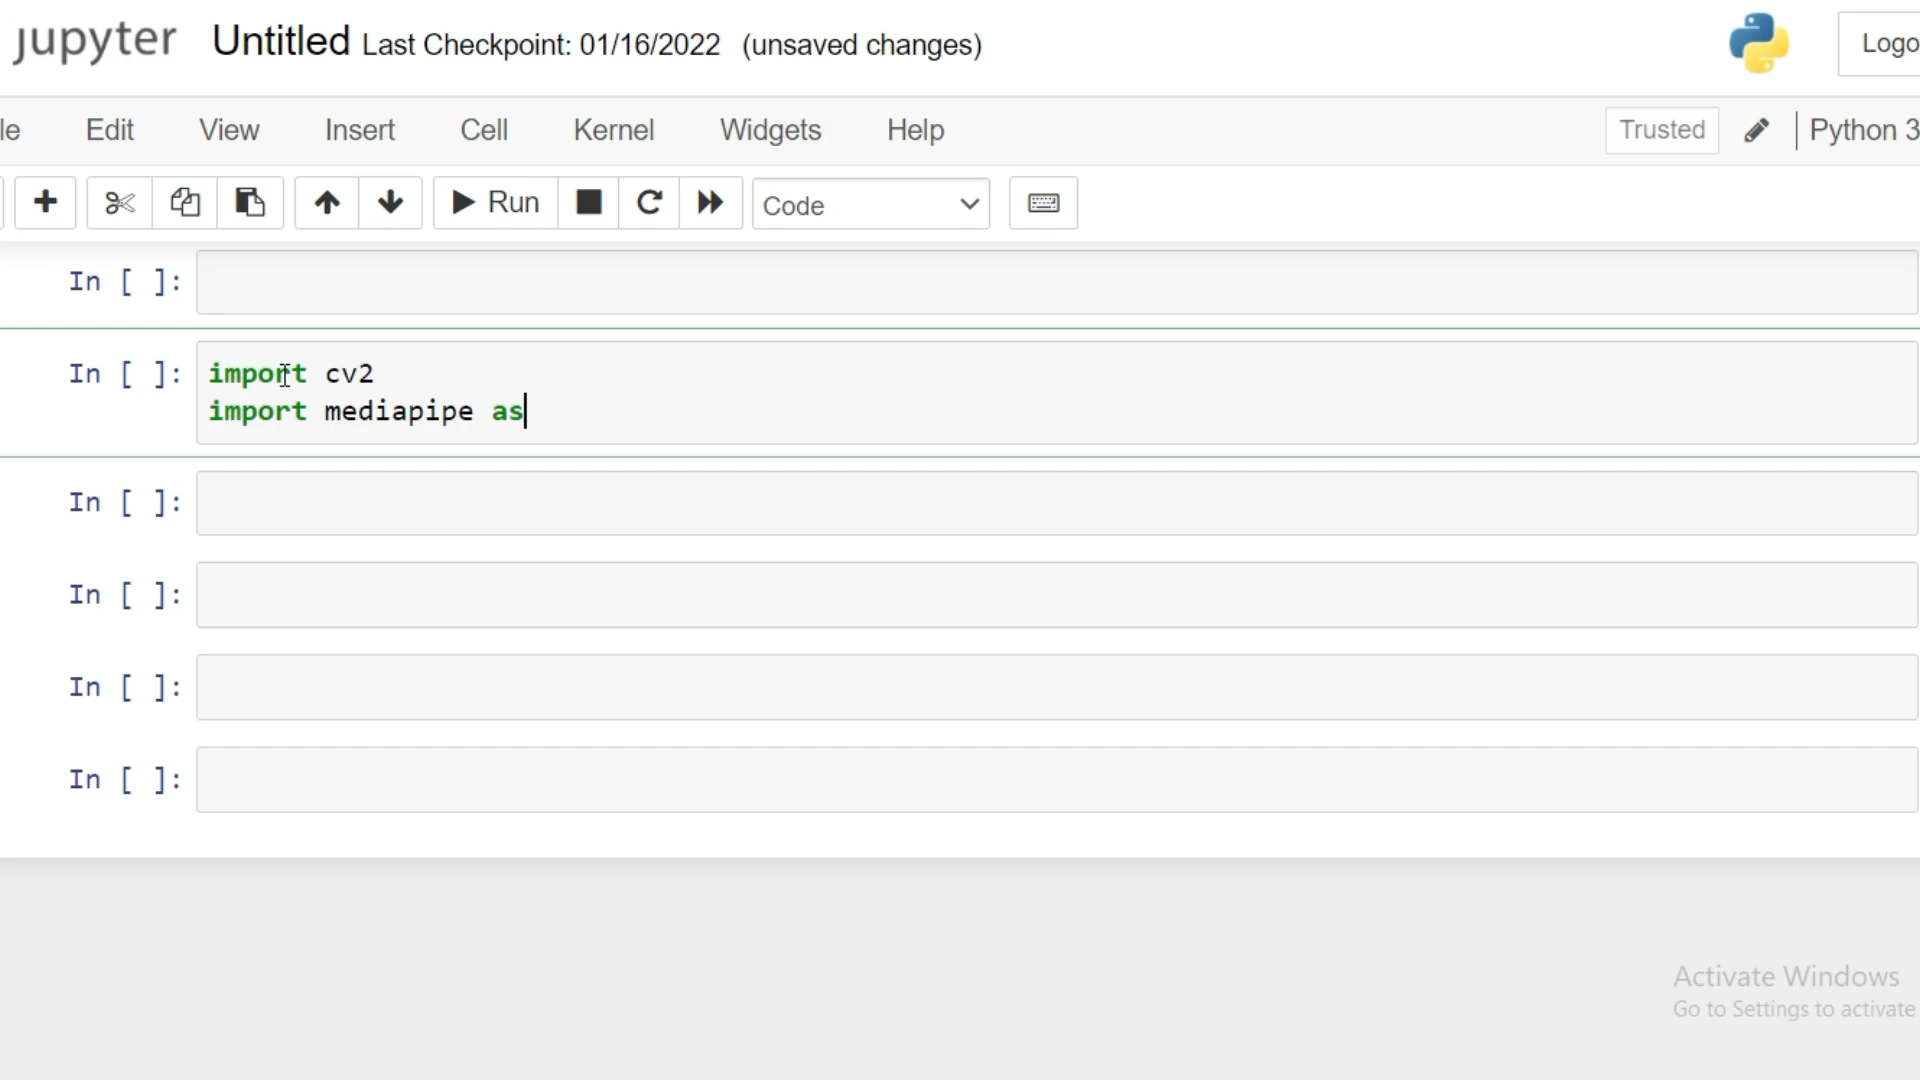 jupyter Untitled Last Checkpoint: 01/16/2022 (unsaved changes) Logo
le Edit View Insert Cell Kernel Widgets Help Trusted Python 3
Run Code
In [ ]:
In [ ]: import cv2
import mediapipe as
In [ ]:
In [ ]:
In [ ]:
In [ ]:
Activate Windows
Go to Settings to activate